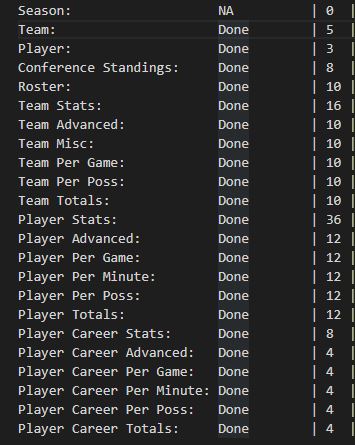 Season: NA | 0 |
Team: Done | 5 |
Player: Done | 3 |
Conference Standings: Done | 8 |
Roster: Done | 10 |
Team Stats: Done | 16 |
Team Advanced: Done | 10 |
Team Misc: Done | 10 |
Team Per Game: Done | 10 |
Team Per Poss: Done | 10 |
Team Totals: Done | 10 |
Player Stats: Done | 36 |
Player Advanced: Done | 12 |
Player Per Game: Done | 12 |
Player Per Minute: Done | 12 |
Player Per Poss: Done | 12 |
Player Totals: Done | 12 |
Player Career Stats: Done | 8 |
Player Career Advanced: Done | 4 |
Player Career Per Game: Done | 4 |
Player Career Per Minute: Done | 4 |
Player Career Per Poss: Done | 4 |
Player Career Totals: Done | 4 |